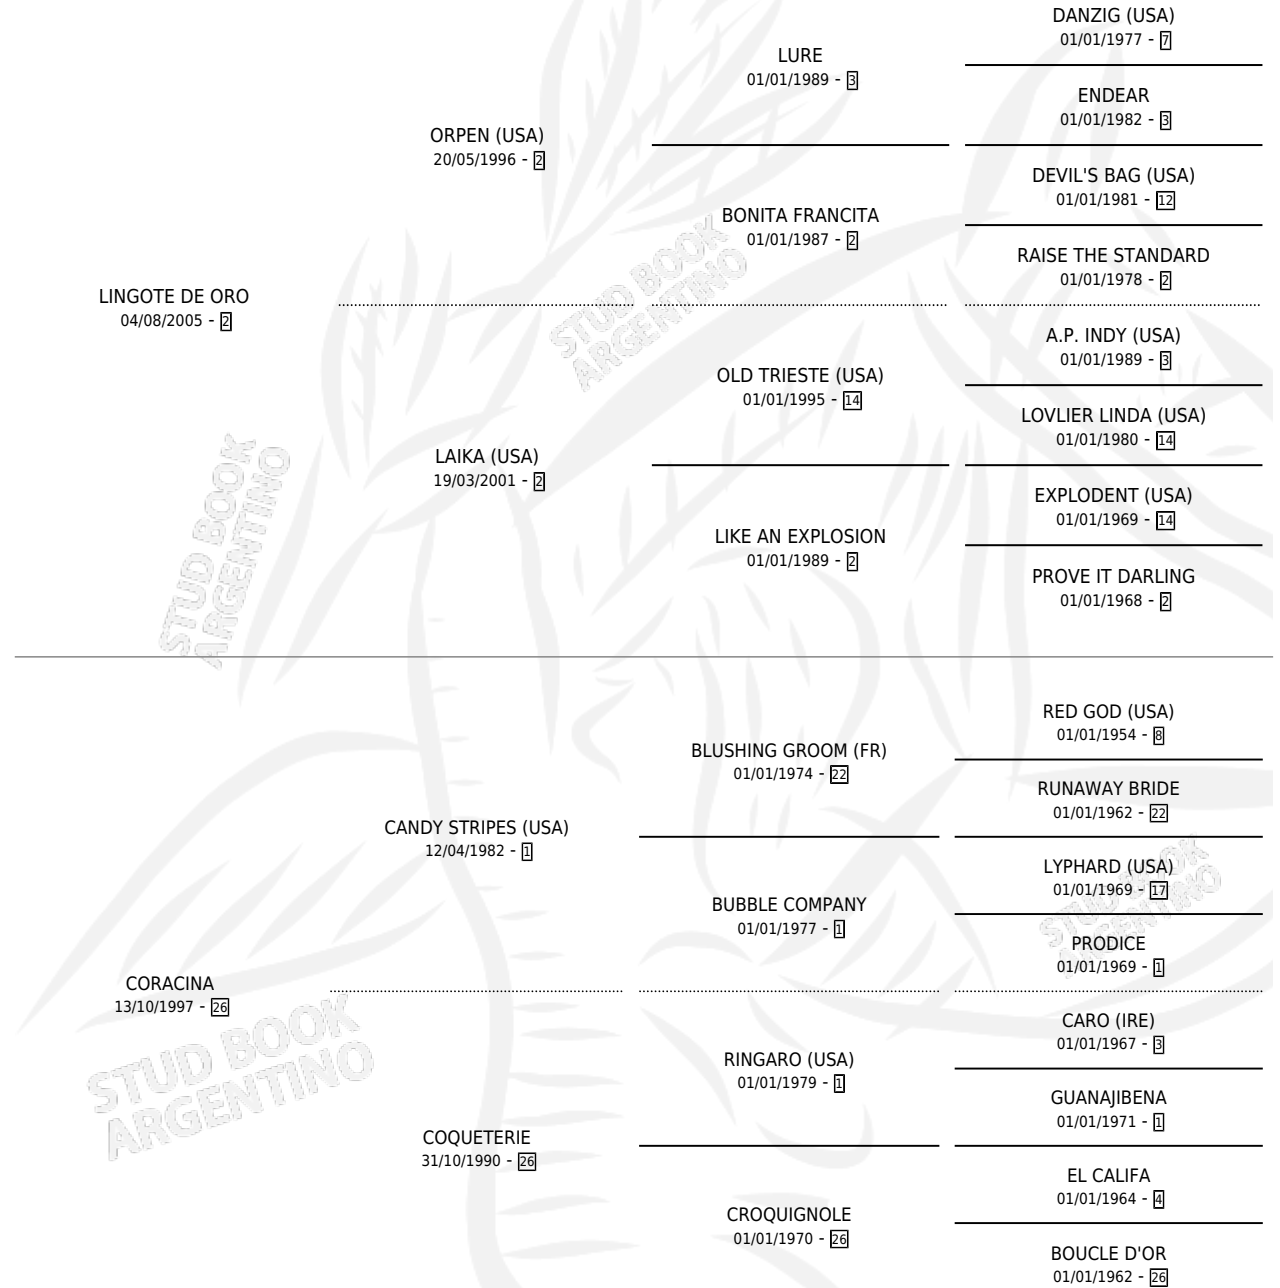 DANZIG (USA)
01/01/1977 - 7
LURE
01/01/1989 - 3
ENDEAR
01/01/1982 - 3
ORPEN (USA)
20/05/1996 - 2
DEVIL'S BAG (USA)
01/01/1981 - 12
BONITA FRANCITA
01/01/1987 - 2
RAISE THE STANDARD
01/01/1978 - 2
LINGOTE DE ORO
04/08/2005 - 2
STUD BOOK
ARGENTINO
A.P. INDY (USA)
01/01/1989 - 3
OLD TRIESTE (USA)
01/01/1995 - 14
LOVLIER LINDA (USA)
01/01/1980 - 14
LAIKA (USA)
19/03/2001 - 2
EXPLODENT (USA)
01/01/1969 - 14
LIKE AN EXPLOSION
01/01/1989 - 2
PROVE IT DARLING
01/01/1968 - 2
STUD BOOK
ARGENTINO
RED GOD (USA)
01/01/1954 - 8
BLUSHING GROOM (FR)
01/01/1974 - 22
RUNAWAY BRIDE
01/01/1962 - 22
CANDY STRIPES (USA)
12/04/1982 - 1
LYPHARD (USA)
01/01/1969 - 17
BUBBLE COMPANY
01/01/1977 - 1
PRODICE
01/01/1969 - 1
STUD BOOK
ARGENTINO
CORACINA
13/10/1997 - 26
CARO (IRE)
01/01/1967 - 3
RINGARO (USA)
01/01/1979 - 1
GUANAJIBENA
01/01/1971 - 1
STUD BOOK
ARGENTINO
COQUETERIE
31/10/1990 - 26
EL CALIFA
01/01/1964 - 4
CROQUIGNOLE
01/01/1970 - 26
BOUCLE D'OR
01/01/1962 - 26